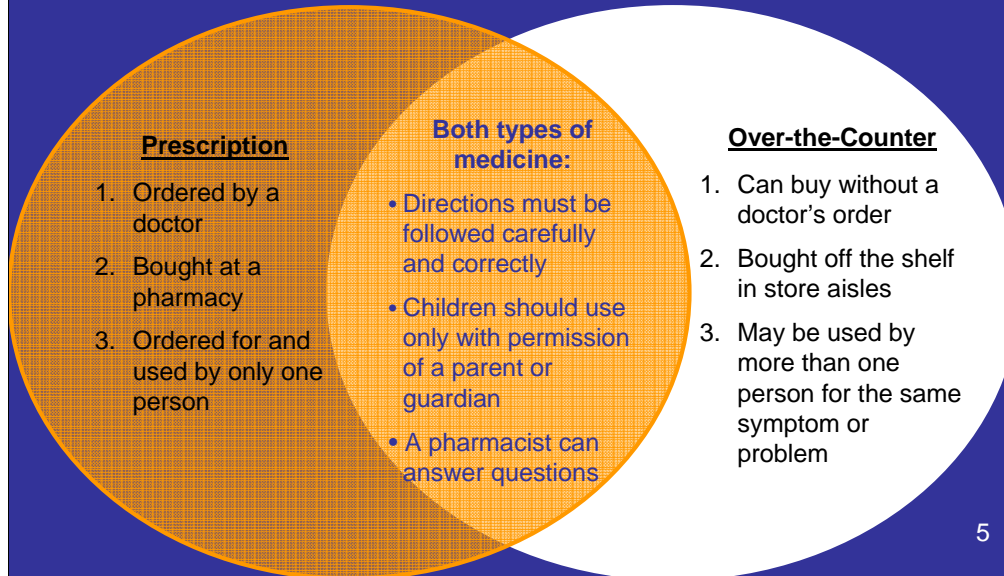 Prescription
1. Ordered by a
doctor
2. Bought at a
pharmacy
3. Ordered for and
used by only one
person
Both types of
medicine:
• Directions must be
followed carefully
and correctly
• Children should use
only with permission
of a parent or
guardian
• A pharmacist can
answer questions
Over-the-Counter
1. Can buy without a
doctor’s order
2. Bought off the shelf
in store aisles
3. May be used by
more than one
person for the same
symptom or
problem
5